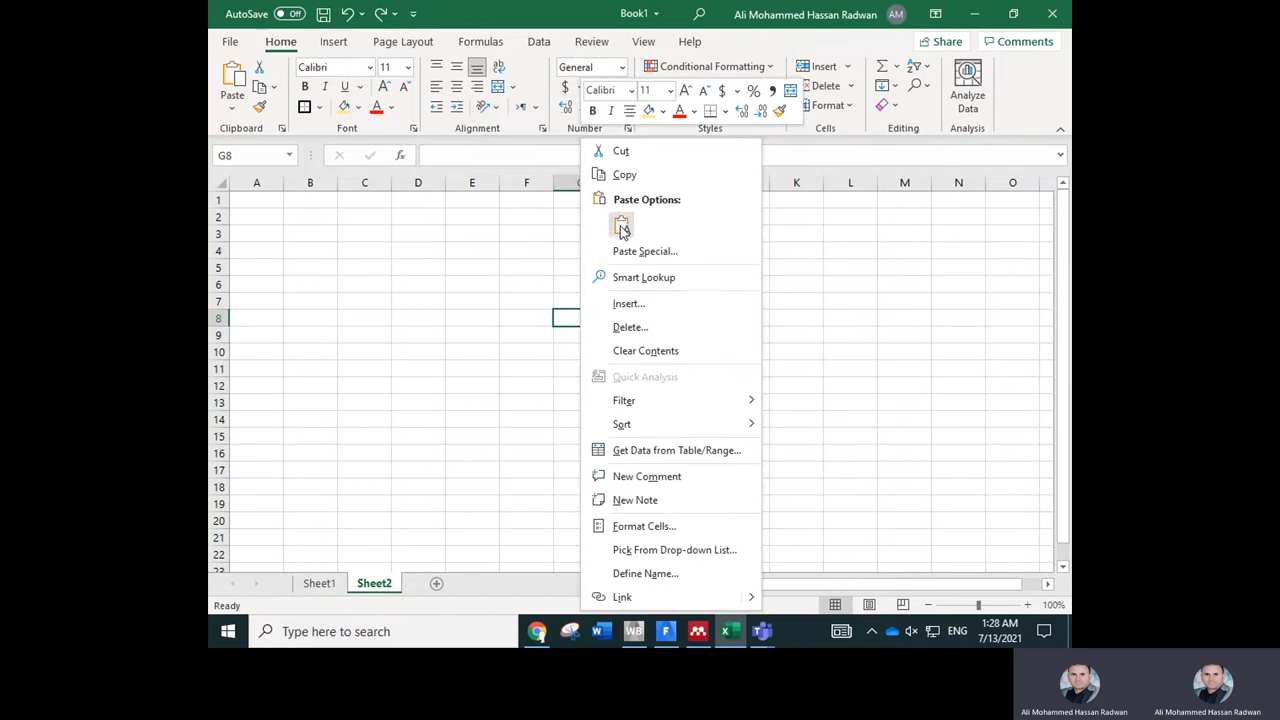 AutoSave Off Book1 Ali Mohammed Hassan Radwan AM
File Home Insert Page Layout Formulas Data Review View Help Share Comments
Paste Calibri 11 General Conditional Formatting Insert Analyze Data
Calibri 11 $ % , Delete
B I U A B I A Format
Clipboard Font Alignment Number Styles Cells Editing Analysis
G8 fx
A B C D E F K L M N O
1
2
3
4
5
6
7
8
9
10
11
12
13
14
15
16
17
18
19
20
21
22
Cut
Copy
Paste Options:
Paste Special...
Smart Lookup
Insert...
Delete...
Clear Contents
Quick Analysis
Filter
Sort
Get Data from Table/Range...
New Comment
New Note
Format Cells...
Pick From Drop-down List...
Define Name...
Link
Sheet1 Sheet2
Ready 100%
Type here to search ENG 1:28 AM
7/13/2021
Ali Mohammed Hassan Radwan Ali Mohammed Hassan Radwan